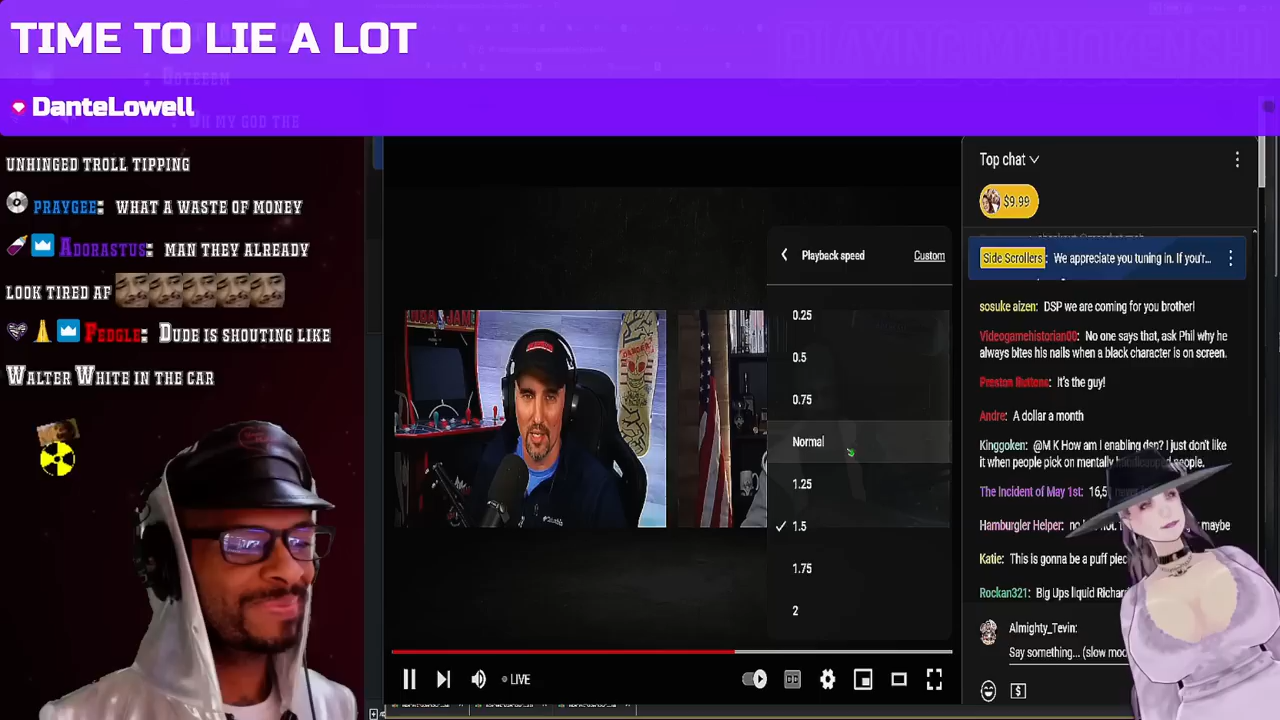 TIME TO LIE A LOT
DanteLowell
UNHINGED TROLL TIPPING
PRAYGEE: WHAT A WASTE OF MONEY
ADORASTUS: MAN THEY ALREADY
LOOK TIRED AF
FEOGLE: DUDE IS SHOUTING LIKE
WALTER WHITE IN THE CAR
Playback speed
Custom
0.25
0.5
0.75
Normal
1.25
1.5
1.75
2
LIVE
Top chat
$9.99
Side Scrollers: We appreciate you tuning in. If you'r...
sosuke aizen: DSP we are coming for you brother!
Videogamehistorian00: No one says that, ask Phil why he
always bites his nails when a black character is on screen.
Preston Buttons: It's the guy!
Andre: A dollar a month
Kinggoken: @M K How am I enabling dsp? I just don't like
it when people pick on mentally people.
The Incident of May 1st: 16,5
Hamburgler Helper: maybe
Katie: This is gonna be a puff piec
Rockan321: Big Ups liquid Richar
Almighty_Tevin:
Say something... (slow mod